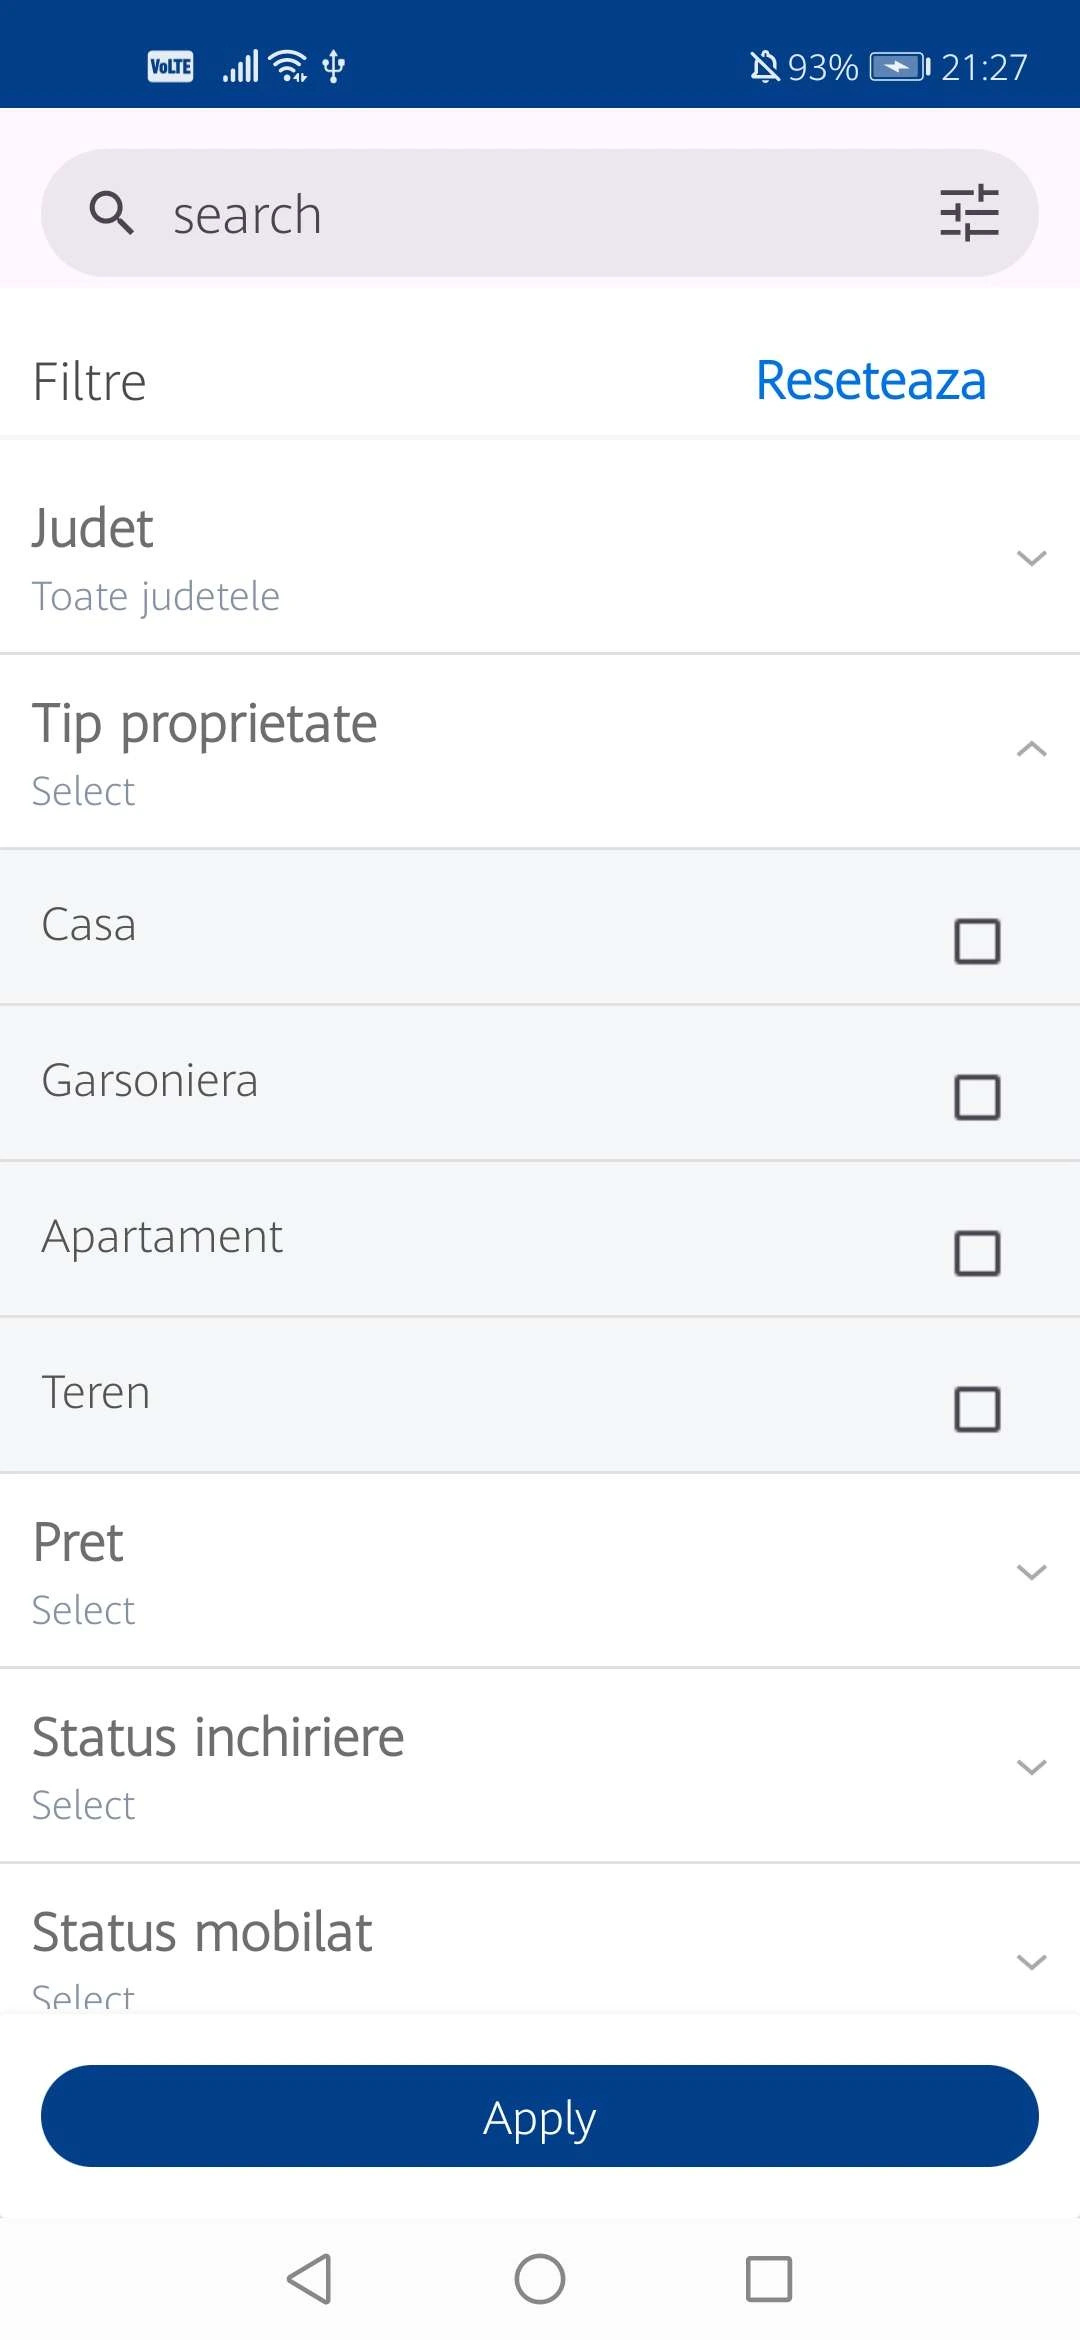 VoLTE 93% 21:27
search
Filtre Reseteaza
Judet
Toate judetele
Tip proprietate
Select
Casa
Garsoniera
Apartament
Teren
Pret
Select
Status inchiriere
Select
Status mobilat
Select
Apply